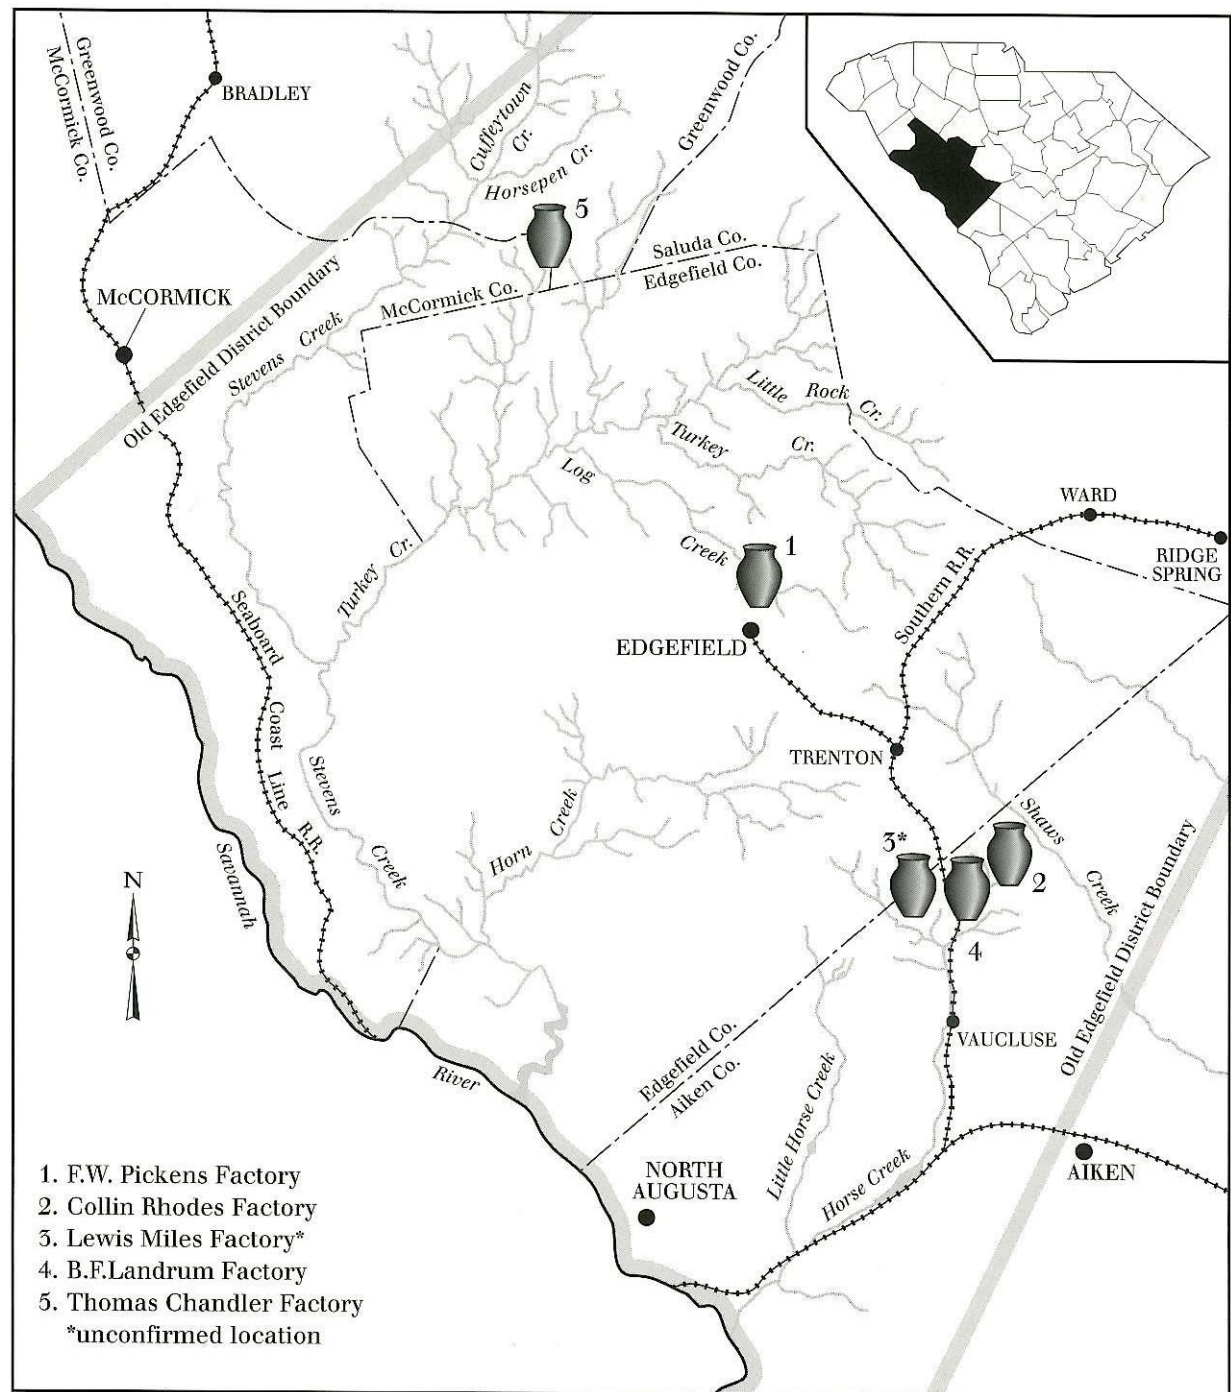 Greenwood Co.
McCormick Co.
BRADLEY
Cuffeytown
Cr.
Horsepen Cr.
Greenwood Co.
5
Saluda Co.
Edgefield Co.
McCORMICK
McCormick Co.
Old Edgefield District Boundary
Stevens Creek
Little Rock Cr.
Turkey Cr.
Log
Creek
1
WARD
RIDGE
SPRING
Turkey Cr.
Southern R.R.
EDGEFIELD
Seaboard Coast Line R.R.
TRENTON
Stevens Creek
Horn Creek
Shaws Creek
3*
2
4
N
Savannah
River
Old Edgefield District Boundary
VAUCLUSE
Edgefield Co.
Aiken Co.
Little Horse Creek
Horse Creek
NORTH
AUGUSTA
AIKEN
1. F.W. Pickens Factory
2. Collin Rhodes Factory
3. Lewis Miles Factory*
4. B.F.Landrum Factory
5. Thomas Chandler Factory
*unconfirmed location